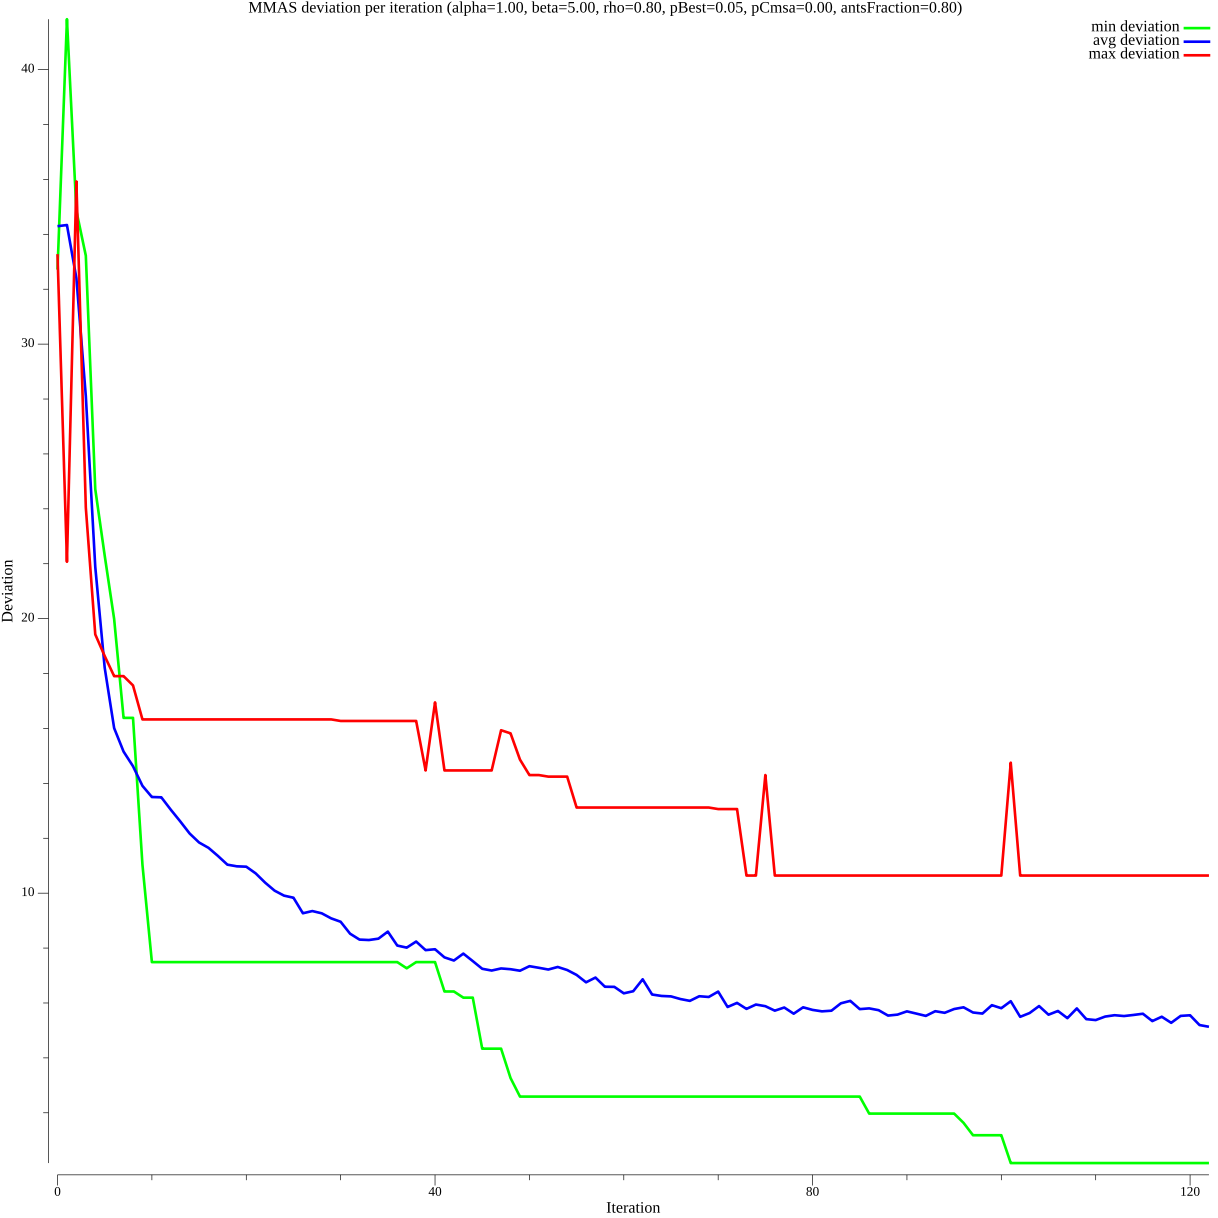 MMAS deviation per iteration (alpha=1.00, beta=5.00, rho=0.80, pBest=0.05, pCmsa=0.00, antsFraction=0.80)
min deviation
avg deviation
max deviation
40
30
20
10
Deviation
0
40
80
120
Iteration